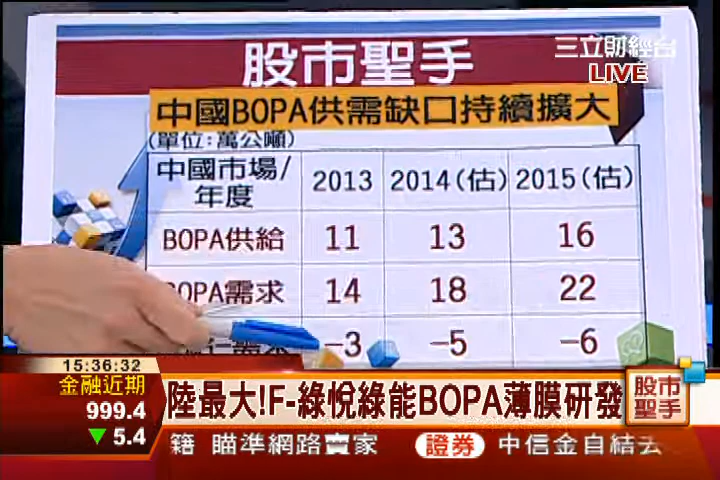 三立財經台
LIVE
股市聖手
中國BOPA供需缺口持續擴大
(單位:萬公噸)
中國市場/年度 2013 2014(估) 2015(估)
BOPA供給 11 13 16
BOPA需求 14 18 22
-3 -5 -6
15:36:32
金融近期
999.4
▼5.4
陸最大!F-綠悅綠能BOPA薄膜研發
股市
聖手
籍 瞄準網路賣家 證券 中信金自結去